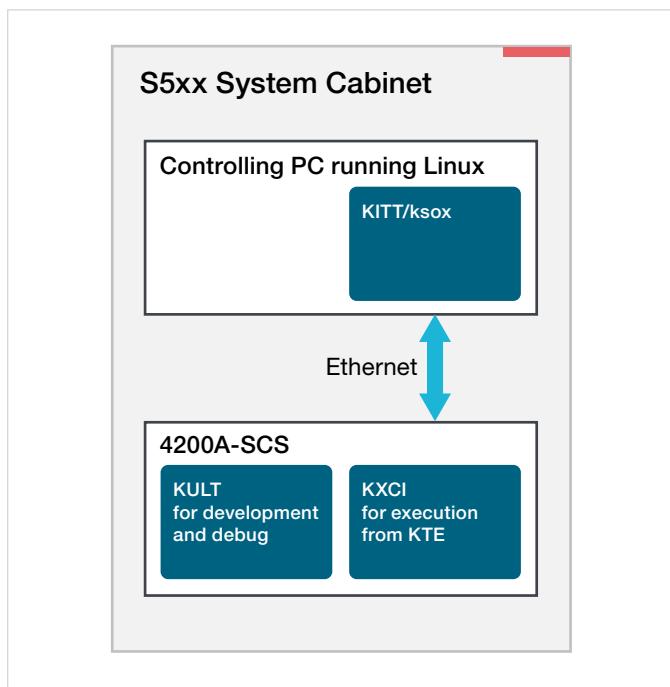 S5xx System Cabinet
Controlling PC running Linux
KITT/ksox
Ethernet
4200A-SCS
KULT
for development
and debug
KXCI
for execution
from KTE